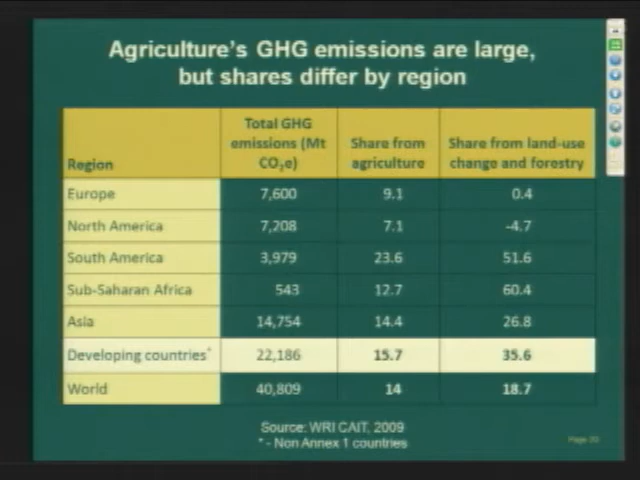 Agriculture's GHG emissions are large,
but shares differ by region
Region
Total GHG
emissions (Mt
CO₂e)
Share from
agriculture
Share from land-use
change and forestry
Europe 7,600 9.1 0.4
North America 7,208 7.1 -4.7
South America 3,979 23.6 51.6
Sub-Saharan Africa 543 12.7 60.4
Asia 14,754 14.4 26.8
Developing countries* 22,186 15.7 35.6
World 40,809 14 18.7
Source: WRI CAIT, 2009
* - Non Annex 1 countries